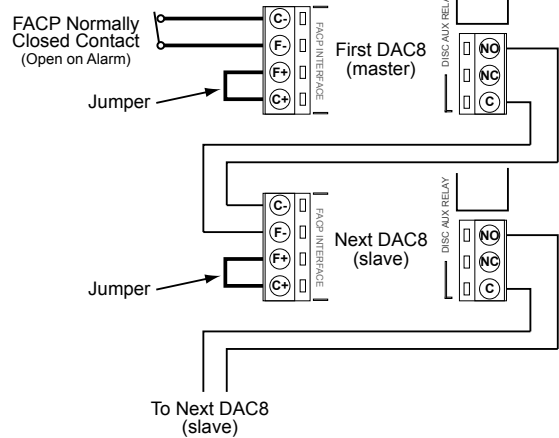 FACP Normally
Closed Contact
(Open on Alarm)
Jumper
C-
F-
F+
C+
FACP INTERFACE
First DAC8
(master)
DISC AUX RELA
NO
NC
C
Jumper
C-
F-
F+
C+
FACP INTERFACE
Next DAC8
(slave)
DISC AUX RELAY
NO
NC
C
To Next DAC8
(slave)